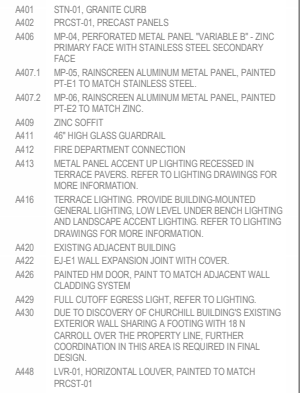 A401 STN-01, GRANITE CURB
A402 PRCST-01, PRECAST PANELS
A406 MP-04, PERFORATED METAL PANEL "VARIABLE B" - ZINC
PRIMARY FACE WITH STAINLESS STEEL SECONDARY
FACE
A407.1 MP-05, RAINSCREEN ALUMINUM METAL PANEL, PAINTED
PT-E1 TO MATCH STAINLESS STEEL.
A407.2 MP-06, RAINSCREEN ALUMINUM METAL PANEL, PAINTED
PT-E2 TO MATCH ZINC.
A409 ZINC SOFFIT
A411 46" HIGH GLASS GUARDRAIL
A412 FIRE DEPARTMENT CONNECTION
A413 METAL PANEL ACCENT UP LIGHTING RECESSED IN
TERRACE PAVERS. REFER TO LIGHTING DRAWINGS FOR
MORE INFORMATION.
A416 TERRACE LIGHTING. PROVIDE BUILDING-MOUNTED
GENERAL LIGHTING, LOW LEVEL UNDER BENCH LIGHTING
AND LANDSCAPE ACCENT LIGHTING. REFER TO LIGHTING
DRAWINGS FOR MORE INFORMATION.
A420 EXISTING ADJACENT BUILDING
A422 EJ-E1 WALL EXPANSION JOINT WITH COVER.
A426 PAINTED HM DOOR, PAINT TO MATCH ADJACENT WALL
CLADDING SYSTEM
A429 FULL CUTOFF EGRESS LIGHT, REFER TO LIGHTING.
A430 DUE TO DISCOVERY OF CHURCHILL BUILDING'S EXISTING
EXTERIOR WALL SHARING A FOOTING WITH 18 N
CARROLL OVER THE PROPERTY LINE, FURTHER
COORDINATION IN THIS AREA IS REQUIRED IN FINAL
DESIGN.
A448 LVR-01, HORIZONTAL LOUVER, PAINTED TO MATCH
PRCST-01